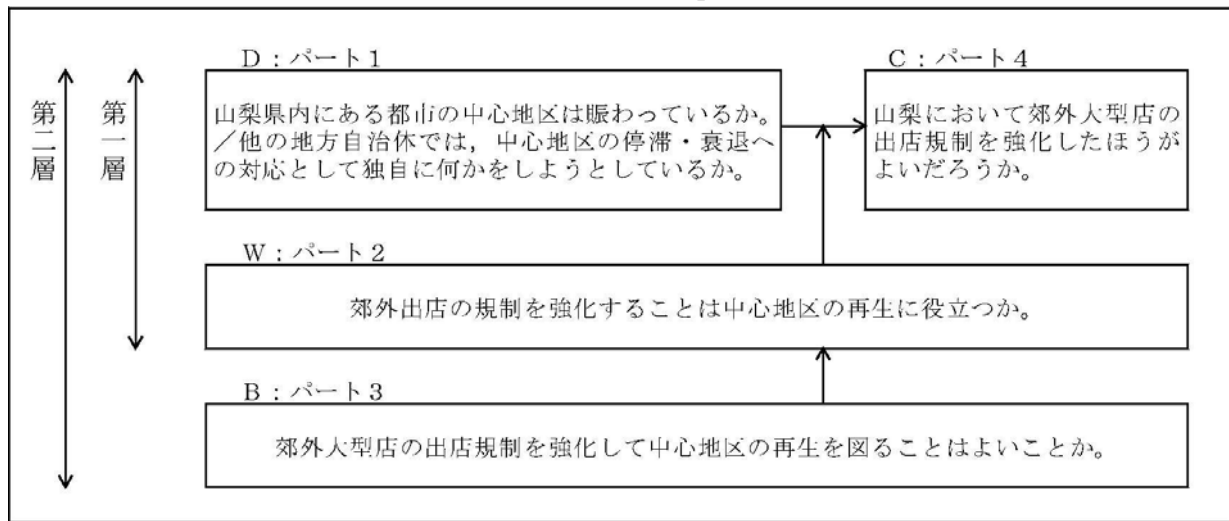 D：パート1
山梨県内にある都市の中心地区は賑わっているか。
／他の地方自治休では，中心地区の停滞・衰退へ
の対応として独自に何かをしようとしているか。
C：パート4
山梨において郊外大型店の
出店規制を強化したほうが
よいだろうか。
第一層
第二層
W：パート2
郊外出店の規制を強化することは中心地区の再生に役立つか。
B：パート3
郊外大型店の出店規制を強化して中心地区の再生を図ることはよいことか。